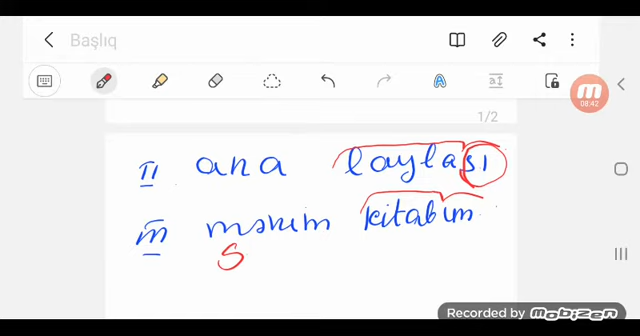 Başlıq
08:42
1/2
II ana laylası
III mənim kitabım
S
Recorded by
mobizen